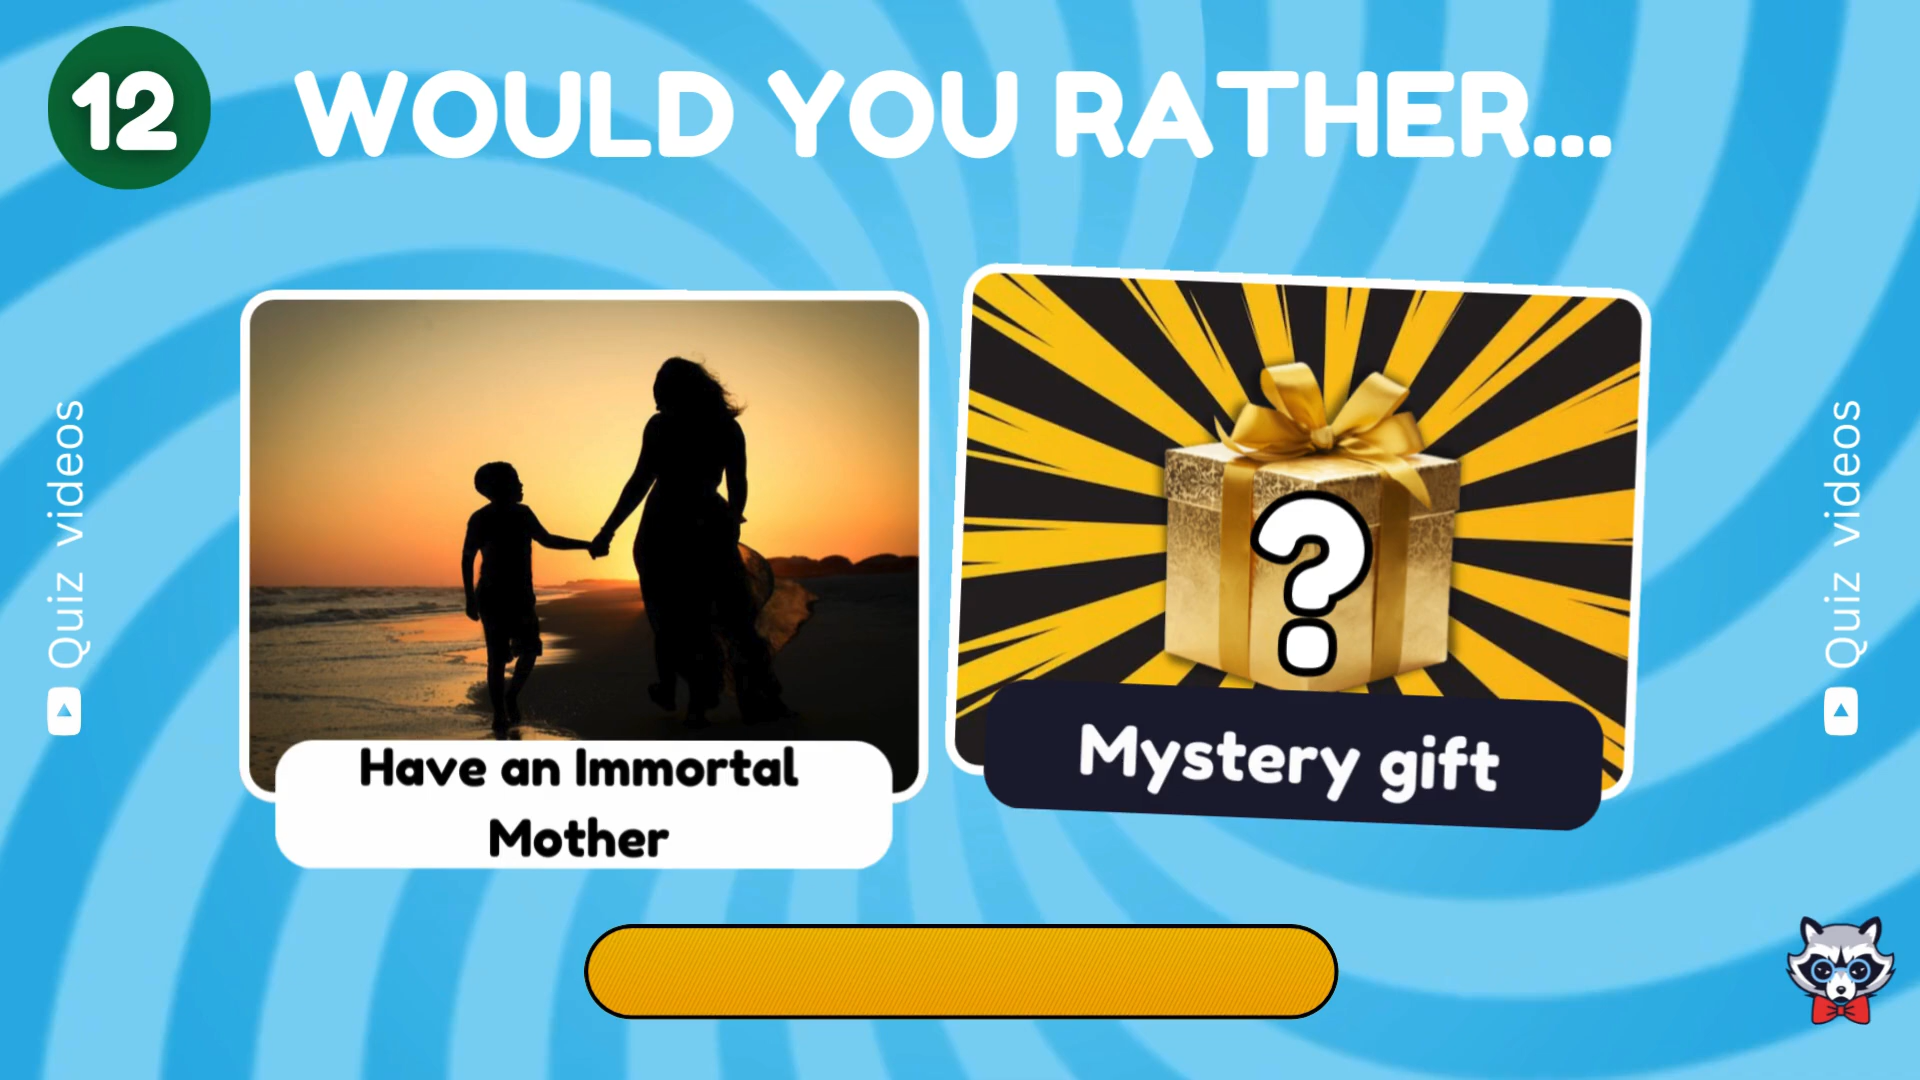 12
WOULD YOU RATHER...
Have an Immortal
Mother
?
Mystery gift
Quiz videos
Quiz videos